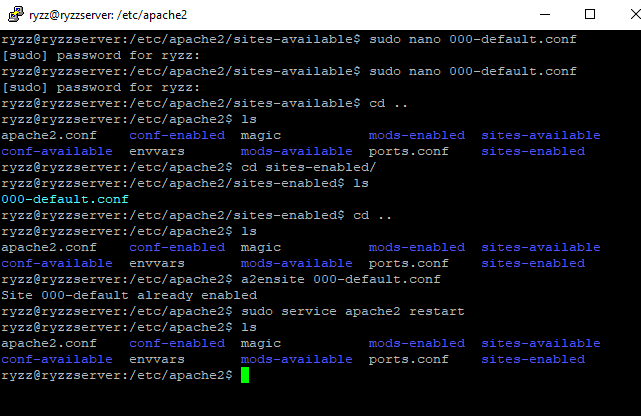 ryzz@ryzzserver: /etc/apache2
ryzz@ryzzserver:/etc/apache2/sites-available$ sudo nano 000-default.conf
[sudo] password for ryzz:
ryzz@ryzzserver:/etc/apache2/sites-available$ sudo nano 000-default.conf
[sudo] password for ryzz:
ryzz@ryzzserver:/etc/apache2/sites-available$ cd ..
ryzz@ryzzserver:/etc/apache2$ ls
apache2.conf    conf-enabled  magic           mods-enabled  sites-available
conf-available  envvars       mods-available  ports.conf    sites-enabled
ryzz@ryzzserver:/etc/apache2$ cd sites-enabled/
ryzz@ryzzserver:/etc/apache2/sites-enabled$ ls
000-default.conf
ryzz@ryzzserver:/etc/apache2/sites-enabled$ cd ..
ryzz@ryzzserver:/etc/apache2$ ls
apache2.conf    conf-enabled  magic           mods-enabled  sites-available
conf-available  envvars       mods-available  ports.conf    sites-enabled
ryzz@ryzzserver:/etc/apache2$ a2ensite 000-default.conf
Site 000-default already enabled
ryzz@ryzzserver:/etc/apache2$ sudo service apache2 restart
ryzz@ryzzserver:/etc/apache2$ ls
apache2.conf    conf-enabled  magic           mods-enabled  sites-available
conf-available  envvars       mods-available  ports.conf    sites-enabled
ryzz@ryzzserver:/etc/apache2$